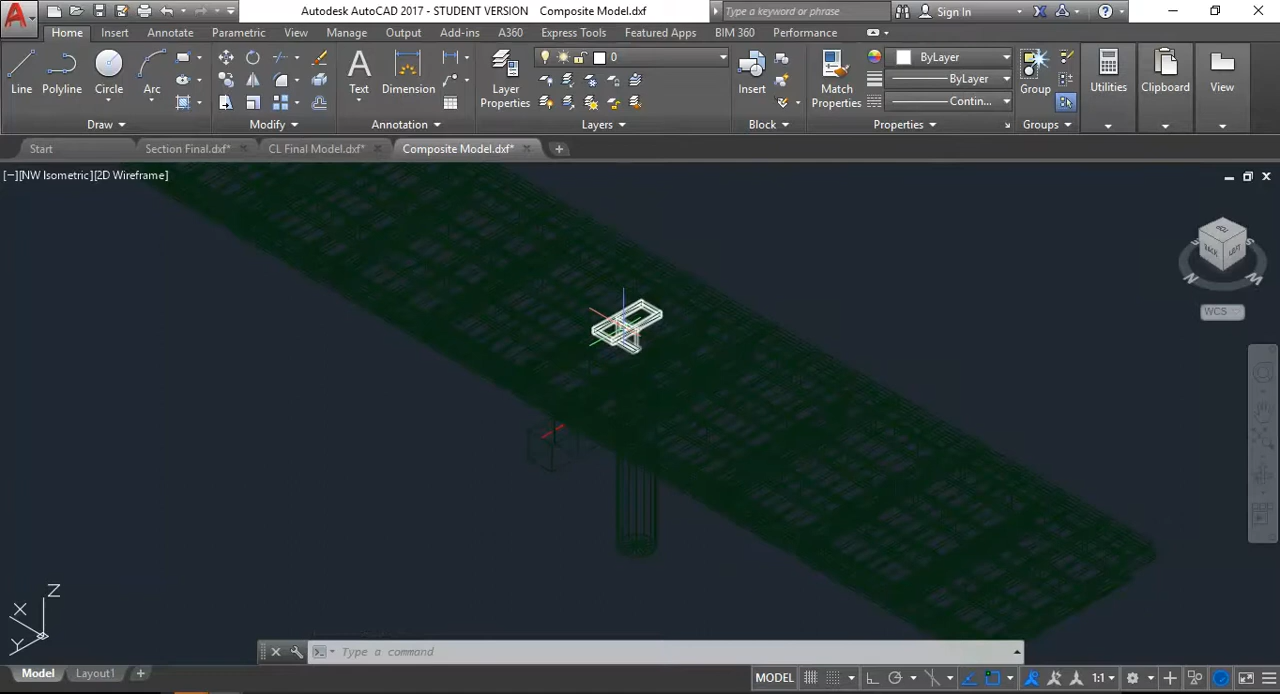 Autodesk AutoCAD 2017 - STUDENT VERSION Composite Model.dxf
Type a keyword or phrase
Sign In
Home Insert Annotate Parametric View Manage Output Add-ins A360 Express Tools Featured Apps BIM 360 Performance
Line Polyline Circle Arc
Text Dimension
Layer Properties
0
Insert
Match Properties
ByLayer
ByLayer
Contin...
Group
Utilities
Clipboard
View
Draw Modify Annotation Layers Block Properties Groups
Start Section Final.dxf* CL Final Model.dxf* Composite Model.dxf*
[−][NW Isometric][2D Wireframe]
N
W
WCS
Z
X
Y
Type a command
Model Layout1
MODEL
1:1